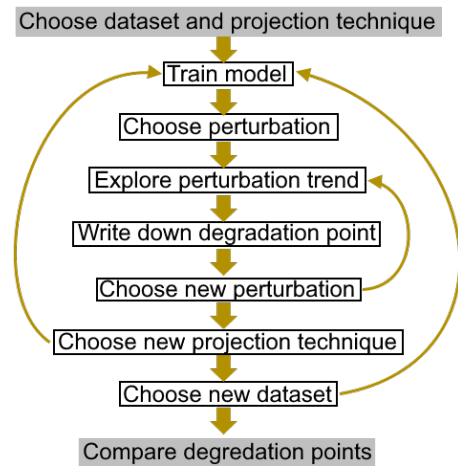 Choose dataset and projection technique
Train model
Choose perturbation
Explore perturbation trend
Write down degradation point
Choose new perturbation
Choose new projection technique
Choose new dataset
Compare degredation points